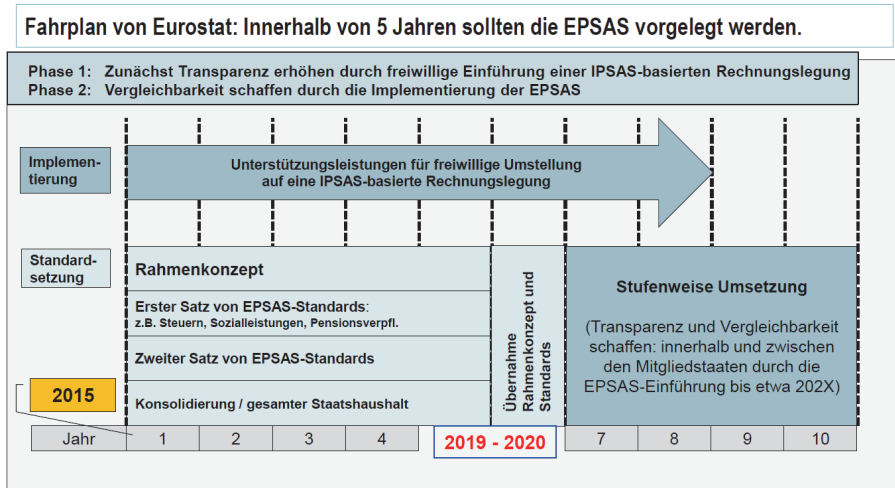 Fahrplan von Eurostat: Innerhalb von 5 Jahren sollten die EPSAS vorgelegt werden.
Phase 1: Zunächst Transparenz erhöhen durch freiwillige Einführung einer IPSAS-basierten Rechnungslegung
Phase 2: Vergleichbarkeit schaffen durch die Implementierung der EPSAS
Implemen-
tierung
Unterstützungsleistungen für freiwillige Umstellung
auf eine IPSAS-basierte Rechnungslegung
Standard-
setzung
Rahmenkonzept
Erster Satz von EPSAS-Standards:
z.B. Steuern, Sozialleistungen, Pensionsverpfl.
Zweiter Satz von EPSAS-Standards
Konsolidierung / gesamter Staatshaushalt
Übernahme
Rahmenkonzept und
Standards
Stufenweise Umsetzung
(Transparenz und Vergleichbarkeit
schaffen: innerhalb und zwischen
den Mitgliedstaaten durch die
EPSAS-Einführung bis etwa 202X)
2015
Jahr 1 2 3 4 2019 - 2020 7 8 9 10